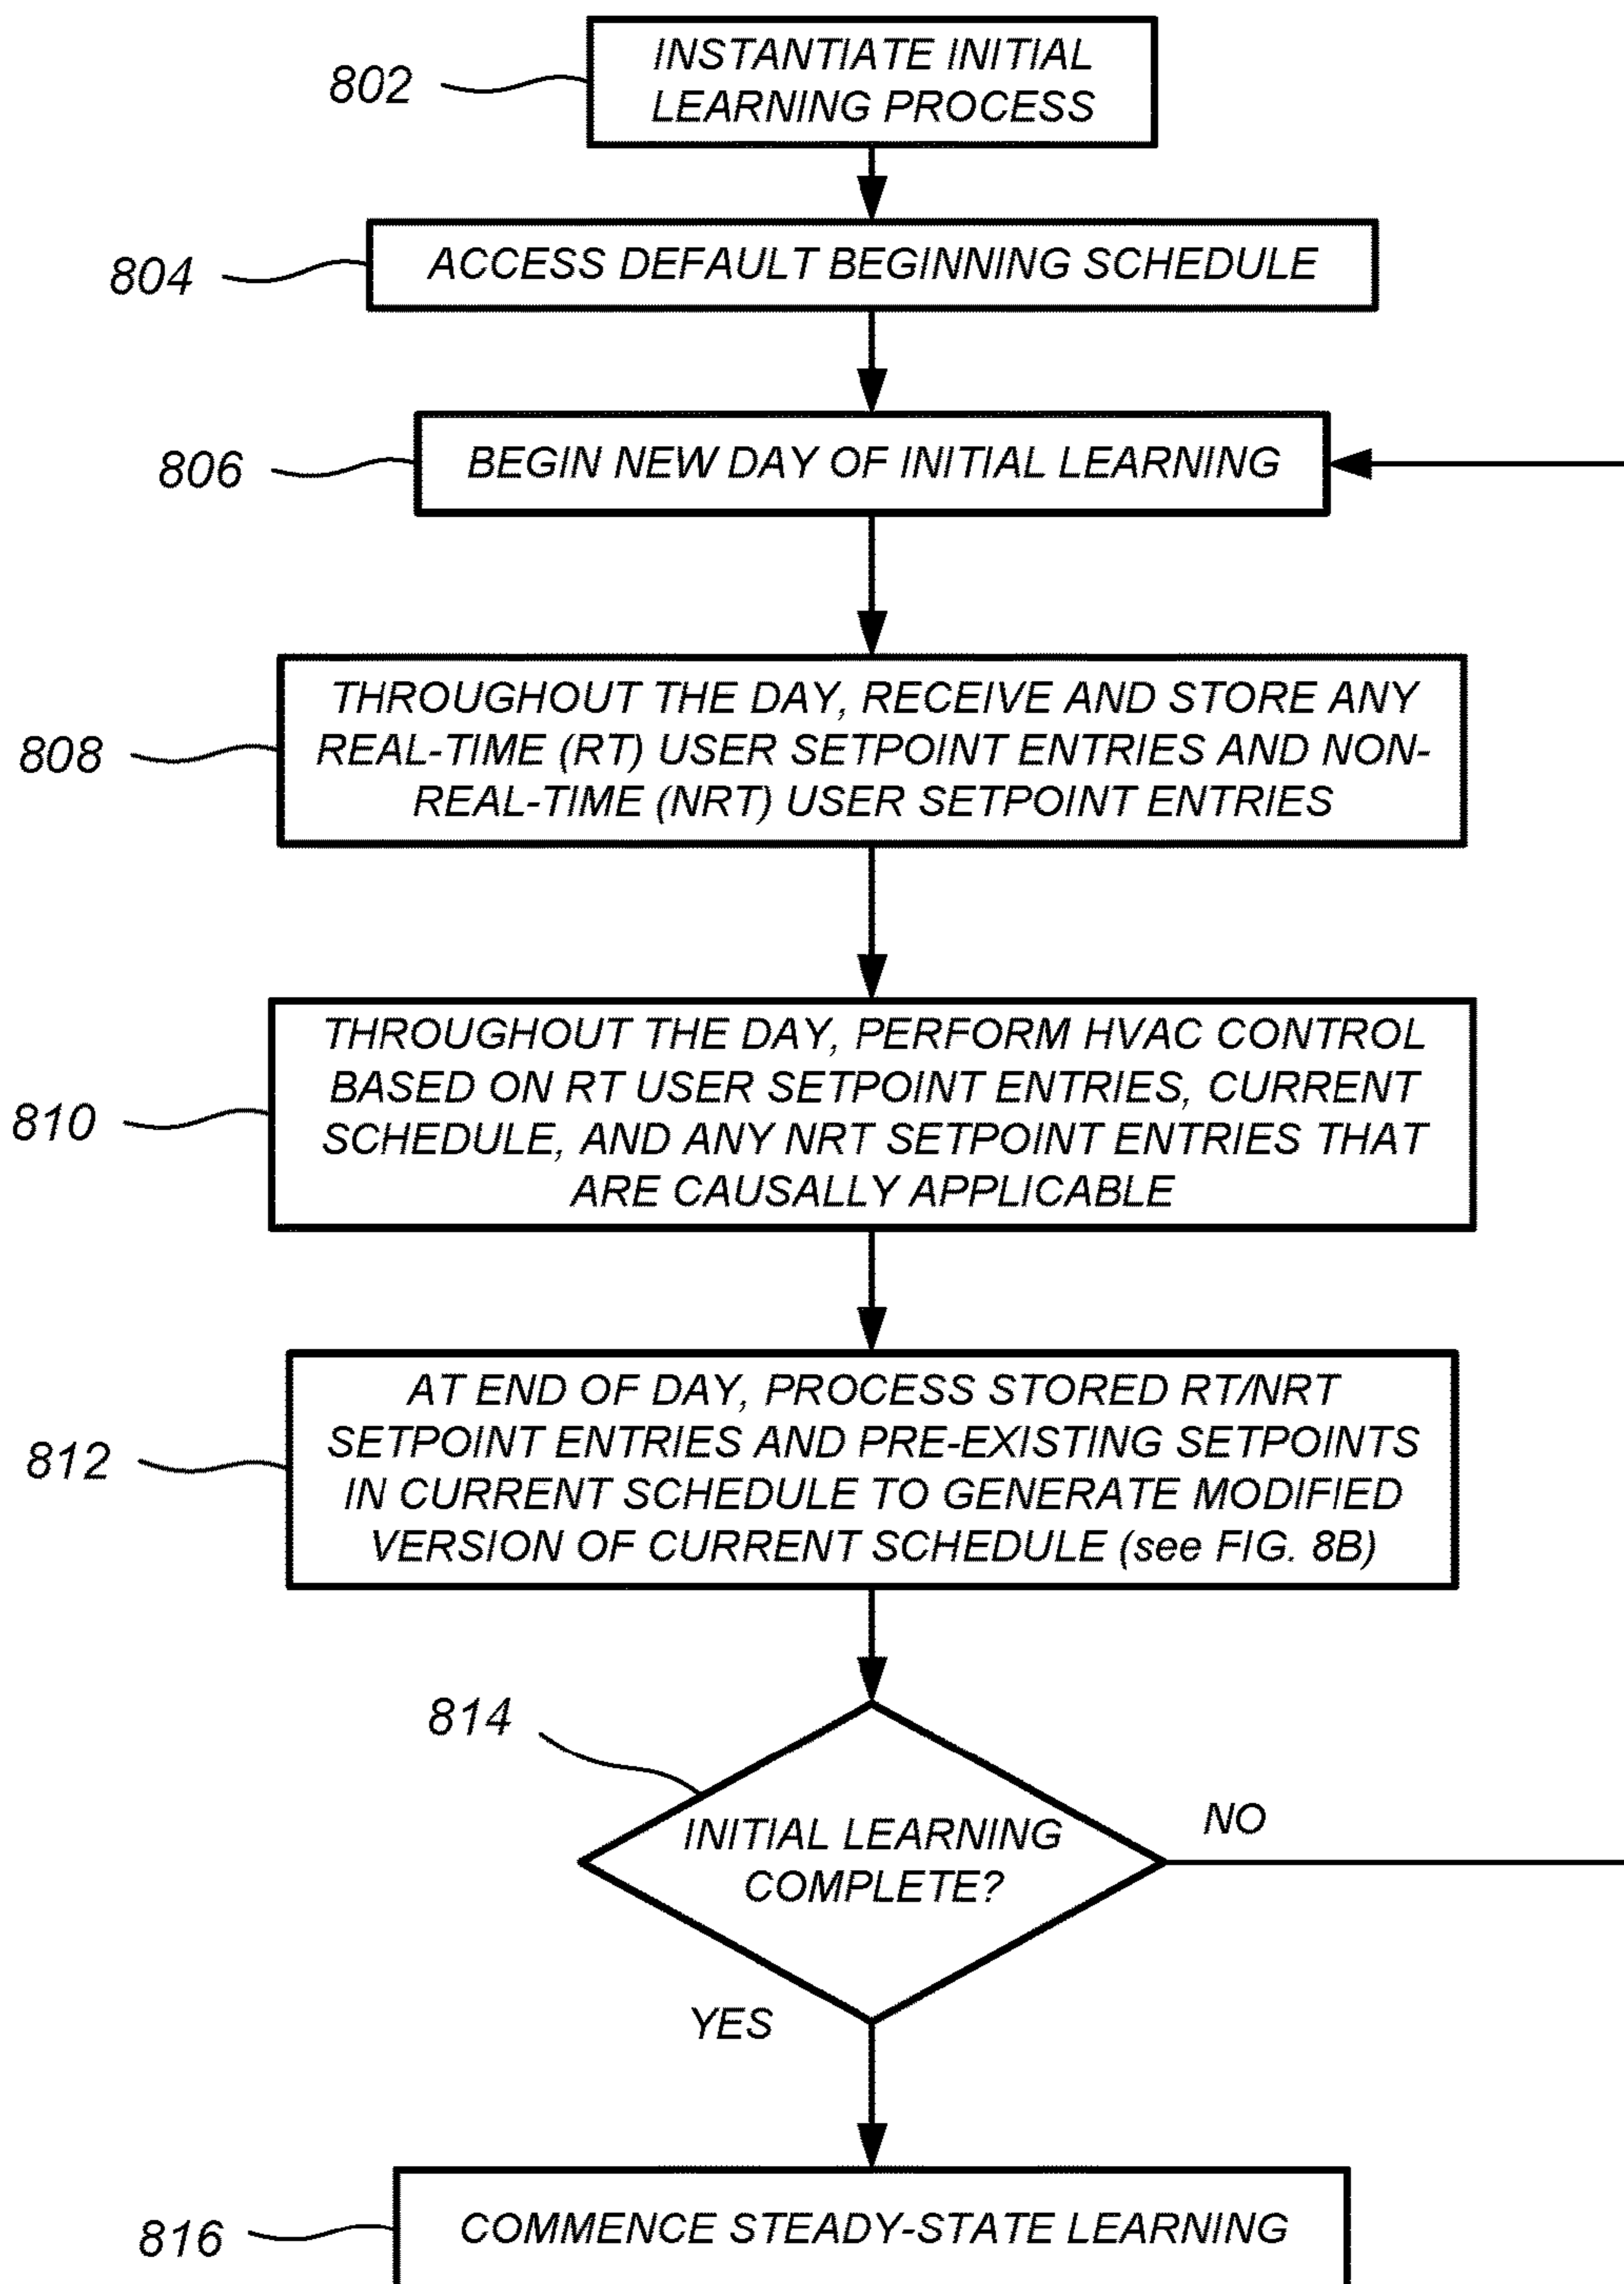 802
INSTANTIATE INITIAL
LEARNING PROCESS
804
ACCESS DEFAULT BEGINNING SCHEDULE
806
BEGIN NEW DAY OF INITIAL LEARNING
808
THROUGHOUT THE DAY, RECEIVE AND STORE ANY
REAL-TIME (RT) USER SETPOINT ENTRIES AND NON-
REAL-TIME (NRT) USER SETPOINT ENTRIES
810
THROUGHOUT THE DAY, PERFORM HVAC CONTROL
BASED ON RT USER SETPOINT ENTRIES, CURRENT
SCHEDULE, AND ANY NRT SETPOINT ENTRIES THAT
ARE CAUSALLY APPLICABLE
812
AT END OF DAY, PROCESS STORED RT/NRT
SETPOINT ENTRIES AND PRE-EXISTING SETPOINTS
IN CURRENT SCHEDULE TO GENERATE MODIFIED
VERSION OF CURRENT SCHEDULE (see FIG. 8B)
814
INITIAL LEARNING
COMPLETE?
NO
YES
816
COMMENCE STEADY-STATE LEARNING